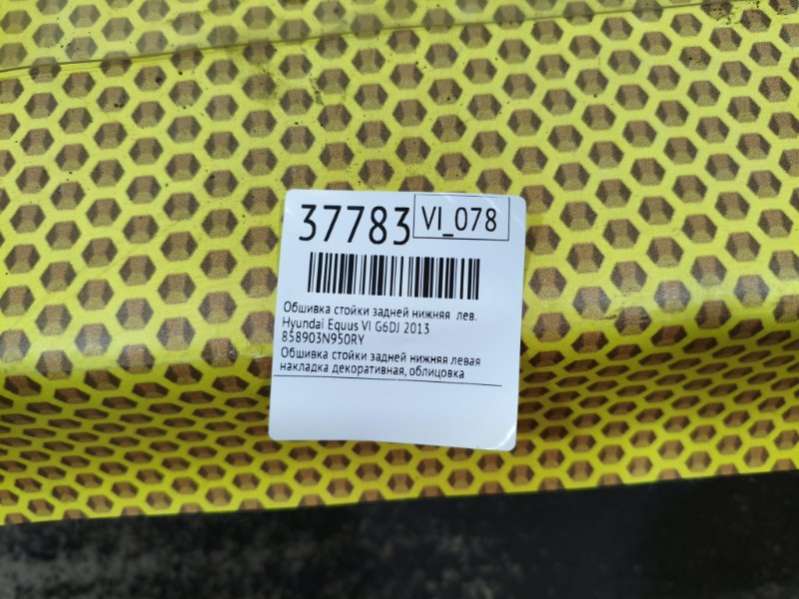 37783 VI_078
Обшивка стойки задней нижняя лев.
Hyundai Equus VI G6DJ 2013
858903N950RY
Обшивка стойки задней нижняя левая
накладка декоративная, облицовка